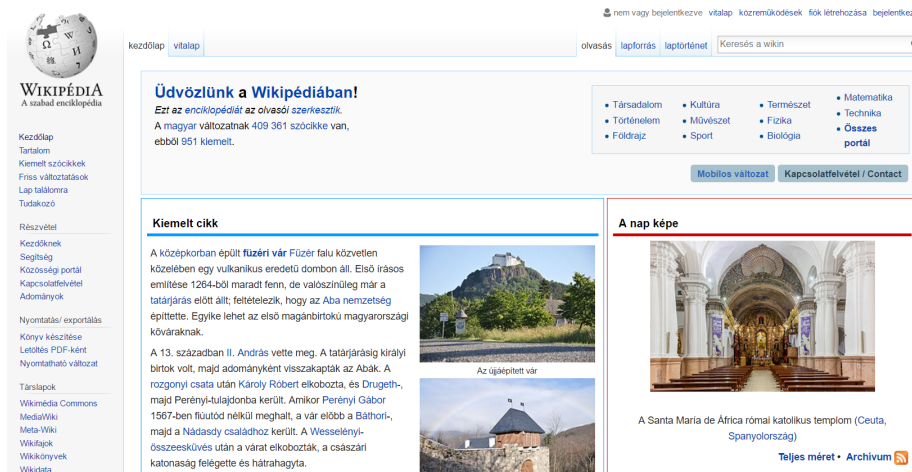 nem vagy bejelentkezve vitalap közreműködések fiók létrehozása
kezdőlap vitalap
olvasás lapforrás laptörténet Keresés a wikin
WIKIPÉDIA
A szabad enciklopédia
Kezdőlap
Tartalom
Kiemelt szócikkek
Friss változtatások
Lap találomra
Tudakozó
Részvétel
Kezdőknek
Segítség
Közösségi portál
Kapcsolatfelvétel
Adományok
Nyomtatás/ exportálás
Könyv készítése
Letöltés PDF-ként
Nyomtatható változat
Társlapok
Wikimédia Commons
MediaWiki
Meta-Wiki
Wikifajok
Wikikönyvek
Wikidata
Üdvözlünk a Wikipédiában!
Ezt az enciklopédiát az olvasói szerkesztik.
A magyar változatnak 409 361 szócikke van,
ebből 951 kiemelt.
Társadalom
Történelem
Földrajz
Kultúra
Művészet
Sport
Természet
Fizika
Biológia
Matematika
Technika
Összes
portál
Mobilos változat
Kapcsolatfelvétel / Contact
Kiemelt cikk
A középkorban épült füzéri vár Füzér falu közvetlen
közelében egy vulkanikus eredetű dombon áll. Első írásos
említése 1264-ből maradt fenn, de valószínűleg már a
tatárjárás előtt állt; feltételezik, hogy az Aba nemzetség
építtette. Egyike lehet az első magánbirtokú magyarországi
kőváraknak.
A 13. században II. András vette meg. A tatárjárásig királyi
birtok volt, majd adományként visszakapták az Abák. A
rozgonyi csata után Károly Róbert elkobozta, és Drugeth-,
majd Perényi-tulajdonba került. Amikor Perényi Gábor
1567-ben fiúutód nélkül meghalt, a vár előbb a Báthori-,
majd a Nádasdy családhoz került. A Wesselényi-
összeesküvés után a várat elkobozták, a császári
katonaság felégette és hátrahagyta.
Az újjáépített vár
A nap képe
A Santa María de África római katolikus templom (Ceuta,
Spanyolország)
Teljes méret • Archívum